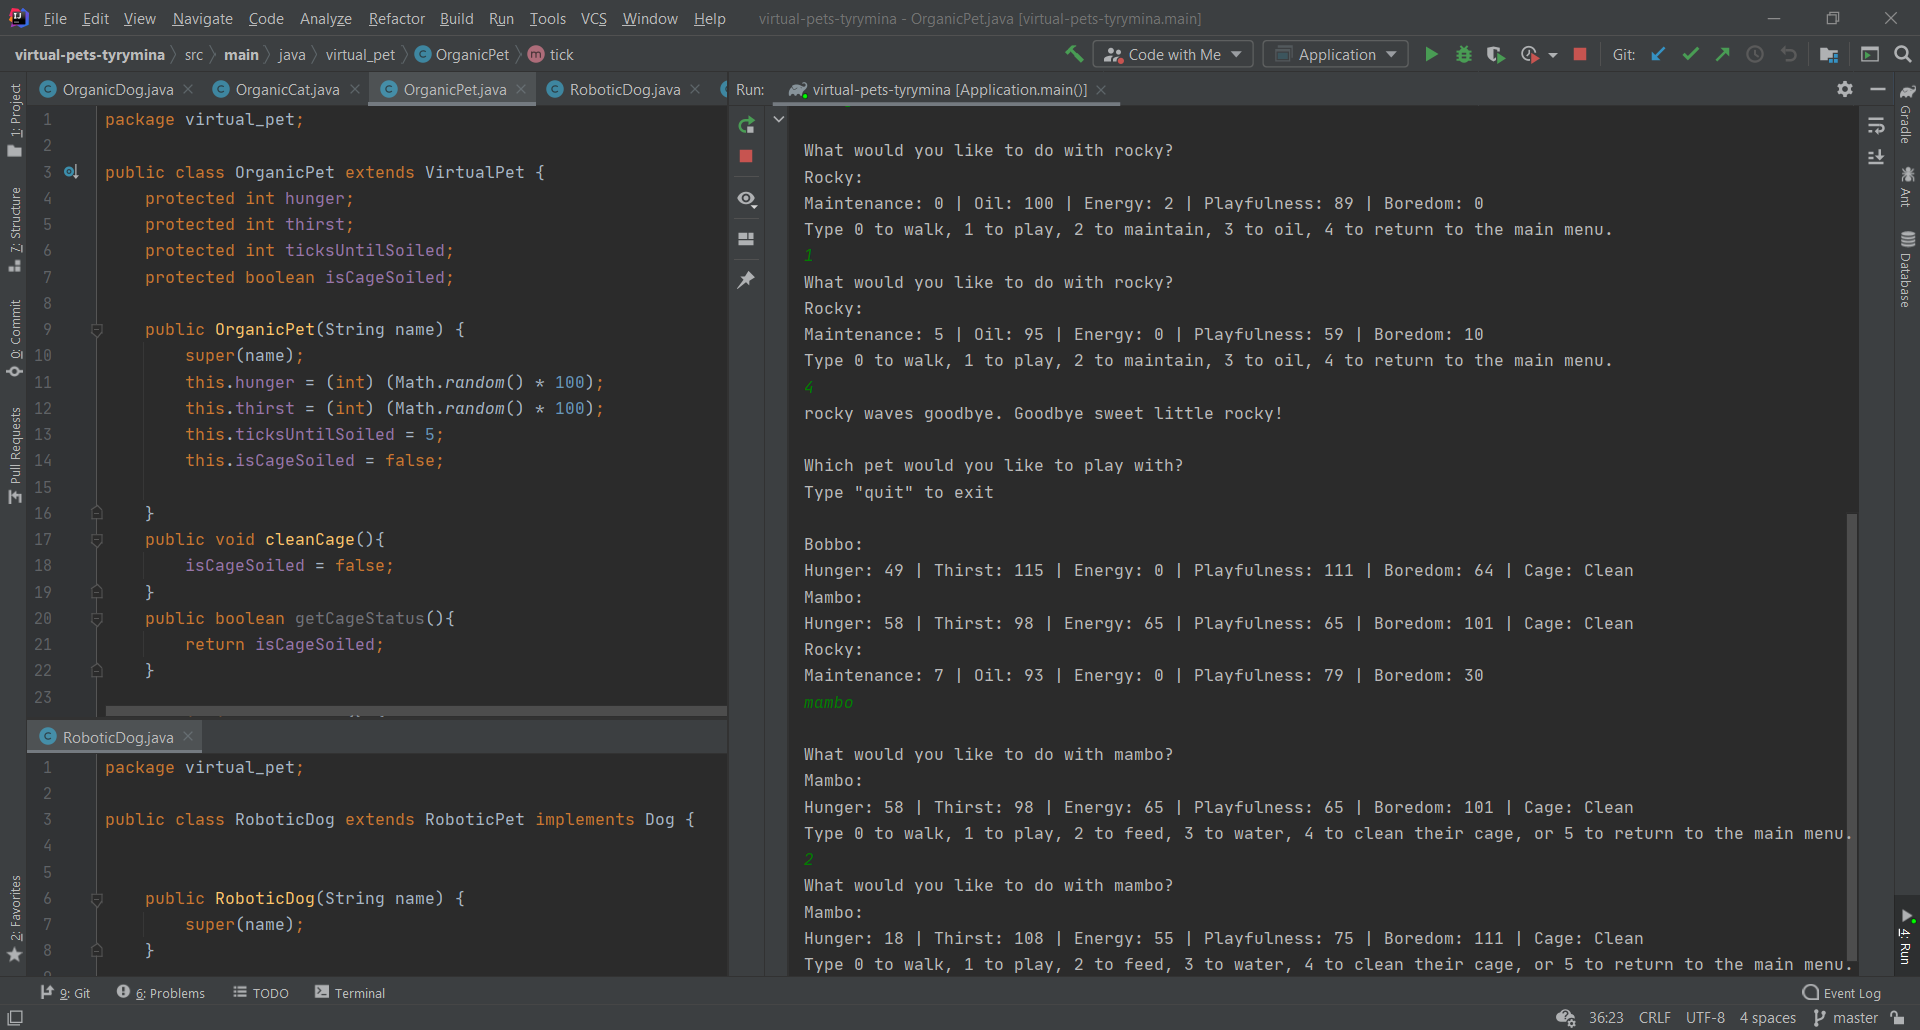 File Edit View Navigate Code Analyze Refactor Build Run Tools VCS Window Help virtual-pets-tyrymina - OrganicPet.java [virtual-pets-tyrymina.main]
virtual-pets-tyrymina src main java virtual_pet OrganicPet tick Code with Me Application Git:
OrganicDog.java OrganicCat.java OrganicPet.java RoboticDog.java
1: Project
7: Structure
0: Commit
Pull Requests
2: Favorites
1 package virtual_pet;
2
3 public class OrganicPet extends VirtualPet {
4 protected int hunger;
5 protected int thirst;
6 protected int ticksUntilSoiled;
7 protected boolean isCageSoiled;
8
9 public OrganicPet(String name) {
10 super(name);
11 this.hunger = (int) (Math.random() * 100);
12 this.thirst = (int) (Math.random() * 100);
13 this.ticksUntilSoiled = 5;
14 this.isCageSoiled = false;
15
16 }
17 public void cleanCage(){
18 isCageSoiled = false;
19 }
20 public boolean getCageStatus(){
21 return isCageSoiled;
22 }
23
RoboticDog.java
1 package virtual_pet;
2
3 public class RoboticDog extends RoboticPet implements Dog {
4
5
6 public RoboticDog(String name) {
7 super(name);
8 }
Run: virtual-pets-tyrymina [Application.main()]
What would you like to do with rocky?
Rocky:
Maintenance: 0 | Oil: 100 | Energy: 2 | Playfulness: 89 | Boredom: 0
Type 0 to walk, 1 to play, 2 to maintain, 3 to oil, 4 to return to the main menu.
1
What would you like to do with rocky?
Rocky:
Maintenance: 5 | Oil: 95 | Energy: 0 | Playfulness: 59 | Boredom: 10
Type 0 to walk, 1 to play, 2 to maintain, 3 to oil, 4 to return to the main menu.
4
rocky waves goodbye. Goodbye sweet little rocky!
Which pet would you like to play with?
Type "quit" to exit
Bobbo:
Hunger: 49 | Thirst: 115 | Energy: 0 | Playfulness: 111 | Boredom: 64 | Cage: Clean
Mambo:
Hunger: 58 | Thirst: 98 | Energy: 65 | Playfulness: 65 | Boredom: 101 | Cage: Clean
Rocky:
Maintenance: 7 | Oil: 93 | Energy: 0 | Playfulness: 79 | Boredom: 30
mambo
What would you like to do with mambo?
Mambo:
Hunger: 58 | Thirst: 98 | Energy: 65 | Playfulness: 65 | Boredom: 101 | Cage: Clean
Type 0 to walk, 1 to play, 2 to feed, 3 to water, 4 to clean their cage, or 5 to return to the main menu.
2
What would you like to do with mambo?
Mambo:
Hunger: 18 | Thirst: 108 | Energy: 55 | Playfulness: 75 | Boredom: 111 | Cage: Clean
Type 0 to walk, 1 to play, 2 to feed, 3 to water, 4 to clean their cage, or 5 to return to the main menu.
Gradle
Ant
Database
4: Run
9: Git 6: Problems TODO Terminal Event Log
36:23 CRLF UTF-8 4 spaces master